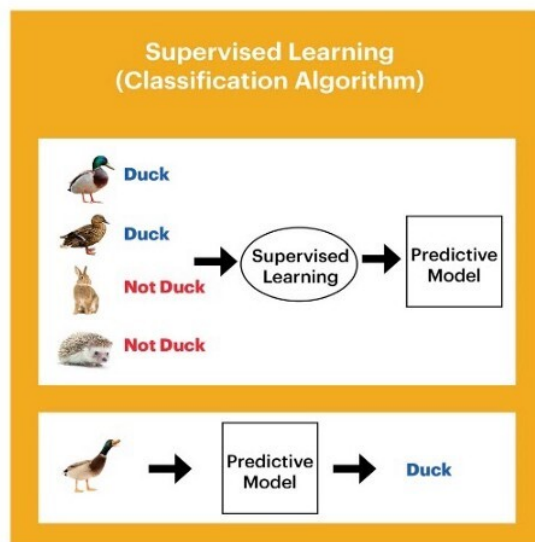 Supervised Learning
(Classification Algorithm)
Duck
Duck
Not Duck
Not Duck
Supervised
Learning
Predictive
Model
Predictive
Model
Duck